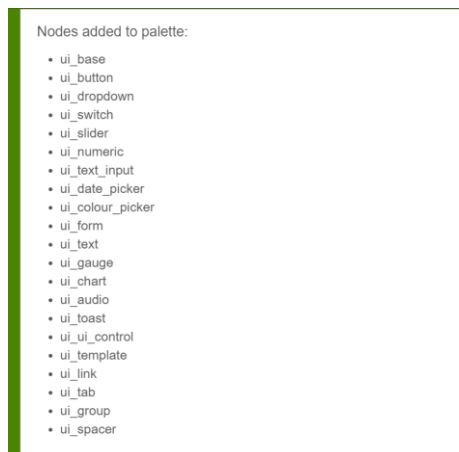 Nodes added to palette:
• ui_base
• ui_button
• ui_dropdown
• ui_switch
• ui_slider
• ui_numeric
• ui_text_input
• ui_date_picker
• ui_colour_picker
• ui_form
• ui_text
• ui_gauge
• ui_chart
• ui_audio
• ui_toast
• ui_ui_control
• ui_template
• ui_link
• ui_tab
• ui_group
• ui_spacer